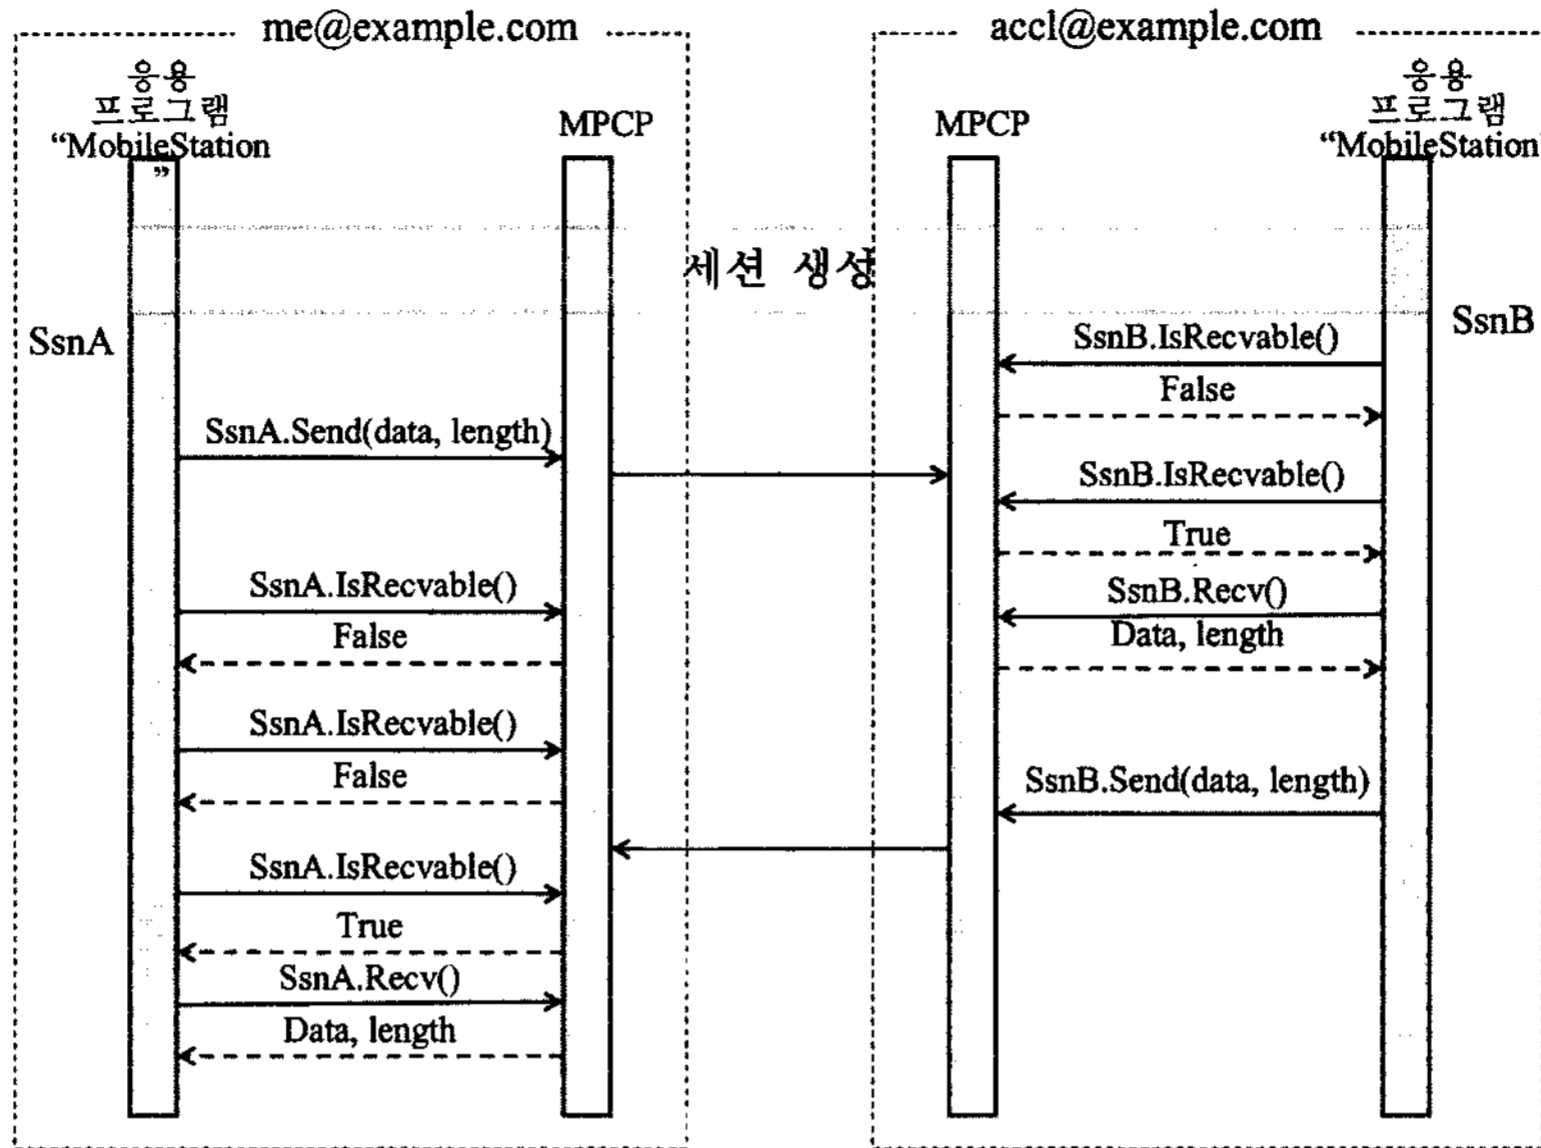 me@example.com
accl@example.com
응용
프로그램
“MobileStation
”
MPCP
MPCP
응용
프로그램
“MobileStation”
세션 생성
SsnA
SsnB
SsnB.IsRecvable()
False
SsnA.Send(data, length)
SsnB.IsRecvable()
True
SsnA.IsRecvable()
SsnB.Recv()
False
Data, length
SsnA.IsRecvable()
False
SsnB.Send(data, length)
SsnA.IsRecvable()
True
SsnA.Recv()
Data, length